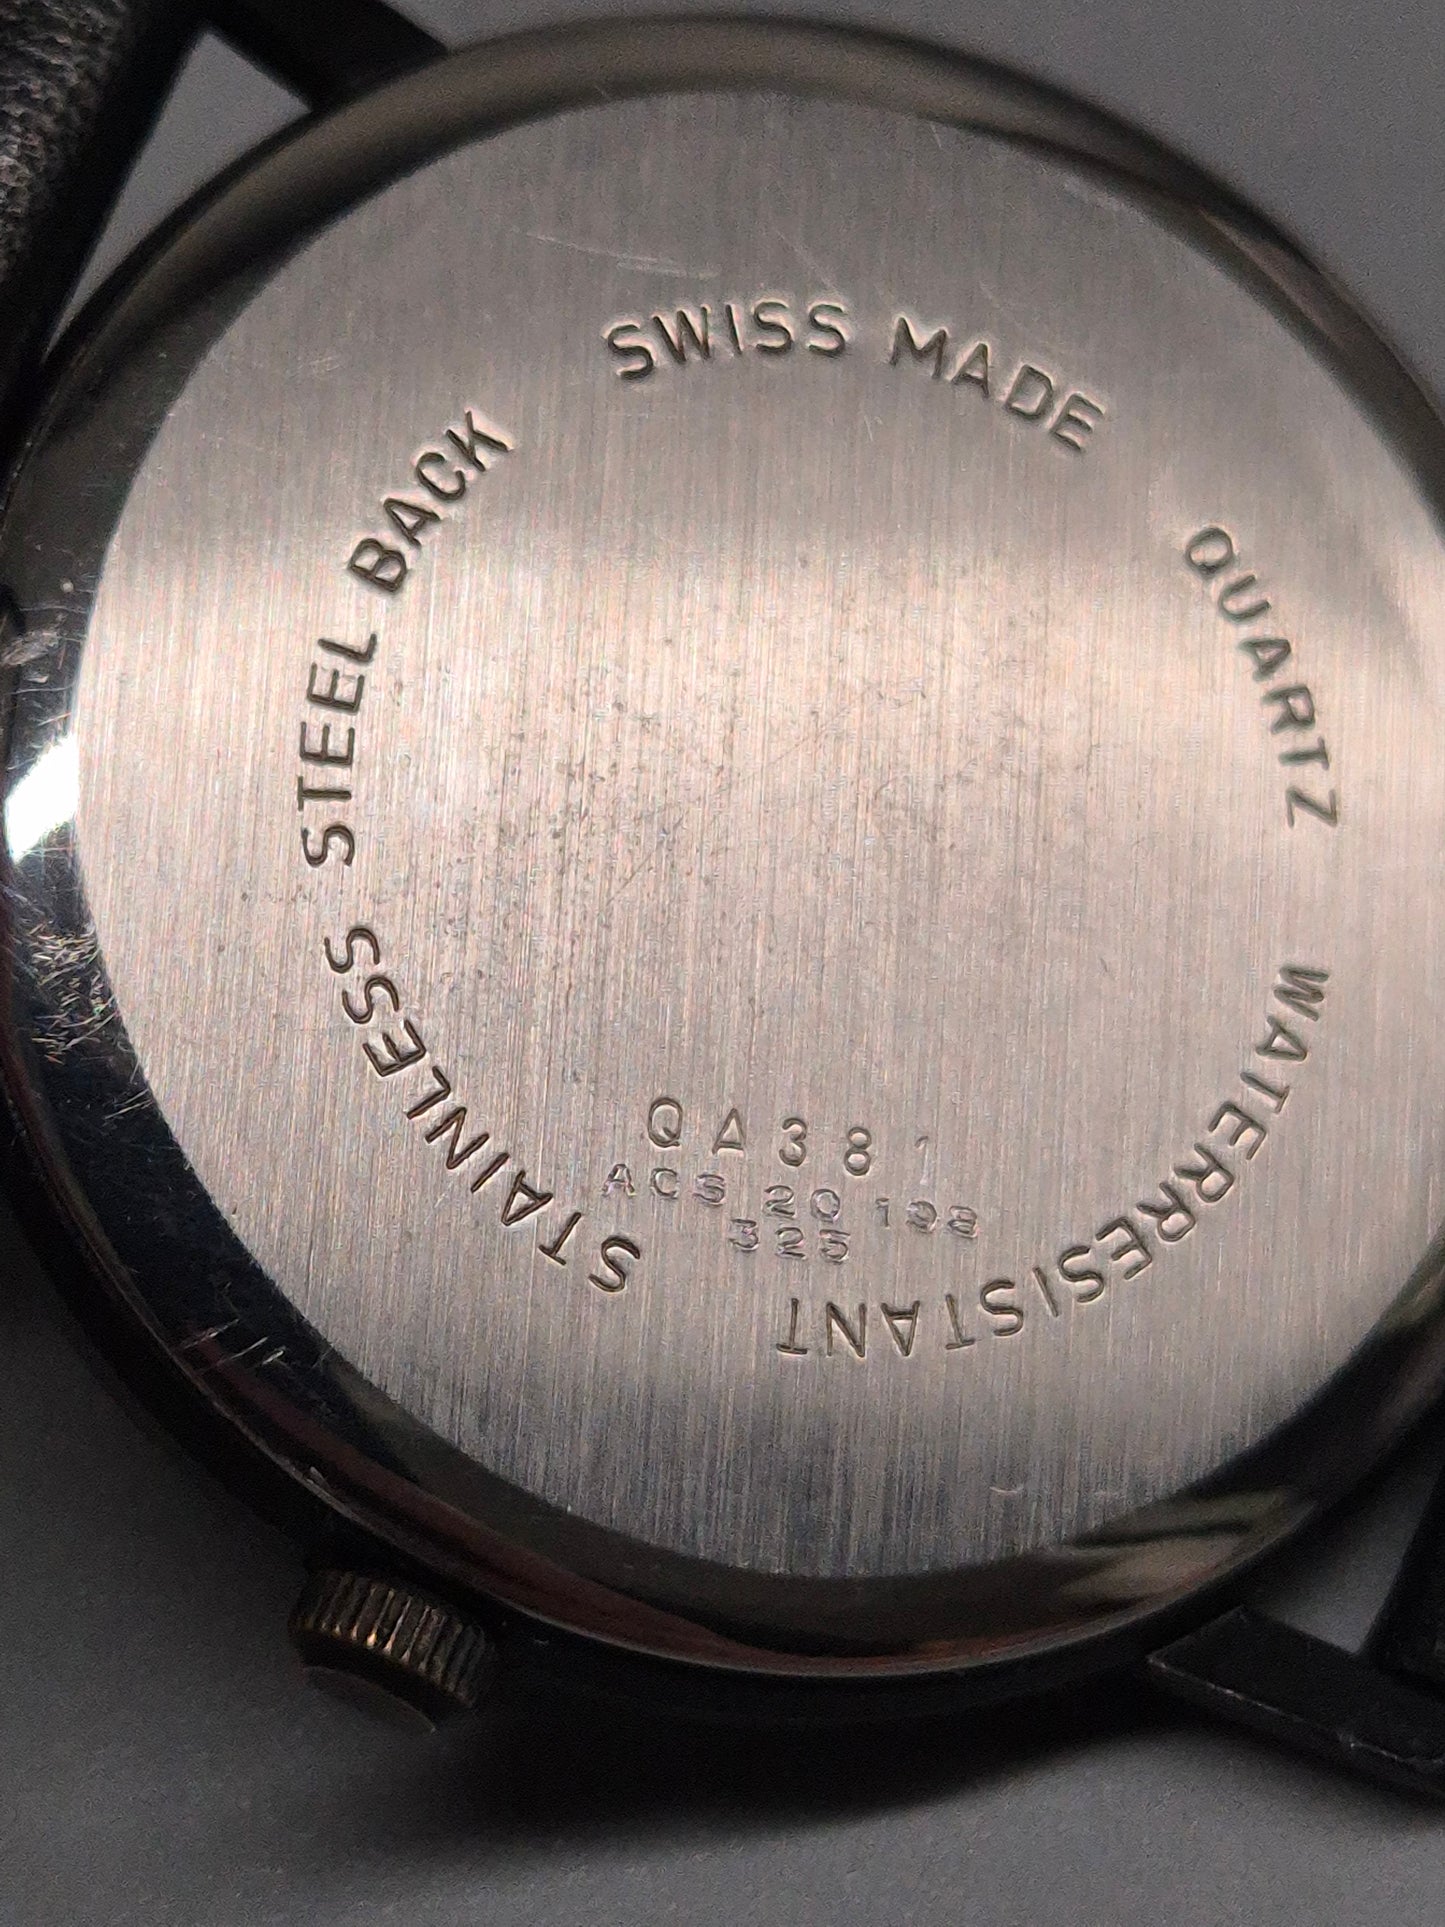 SWISS MADE
QUARTZ
WATERRESISTANT
STAINLESS STEEL BACK
QA381
ACS 20 198
325